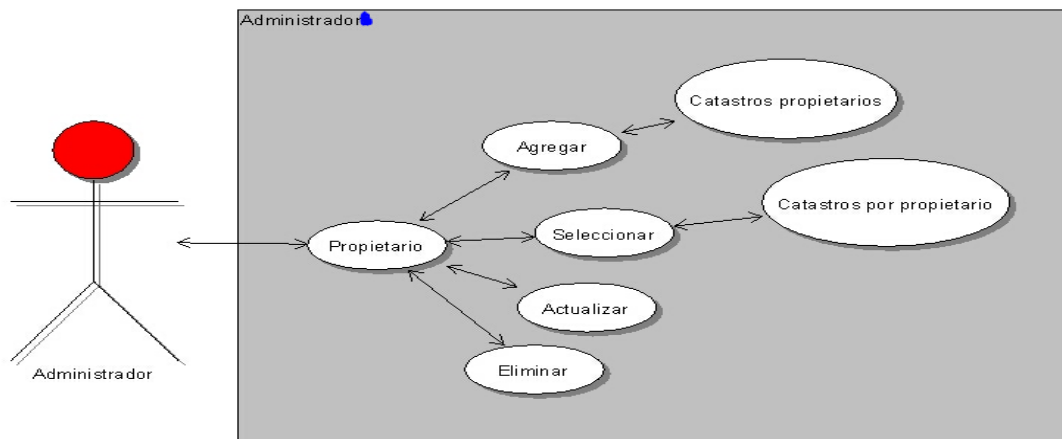 Administrador
Catastros propietarios
Agregar
Catastros por propietario
Propietario
Seleccionar
Actualizar
Eliminar
Administrador